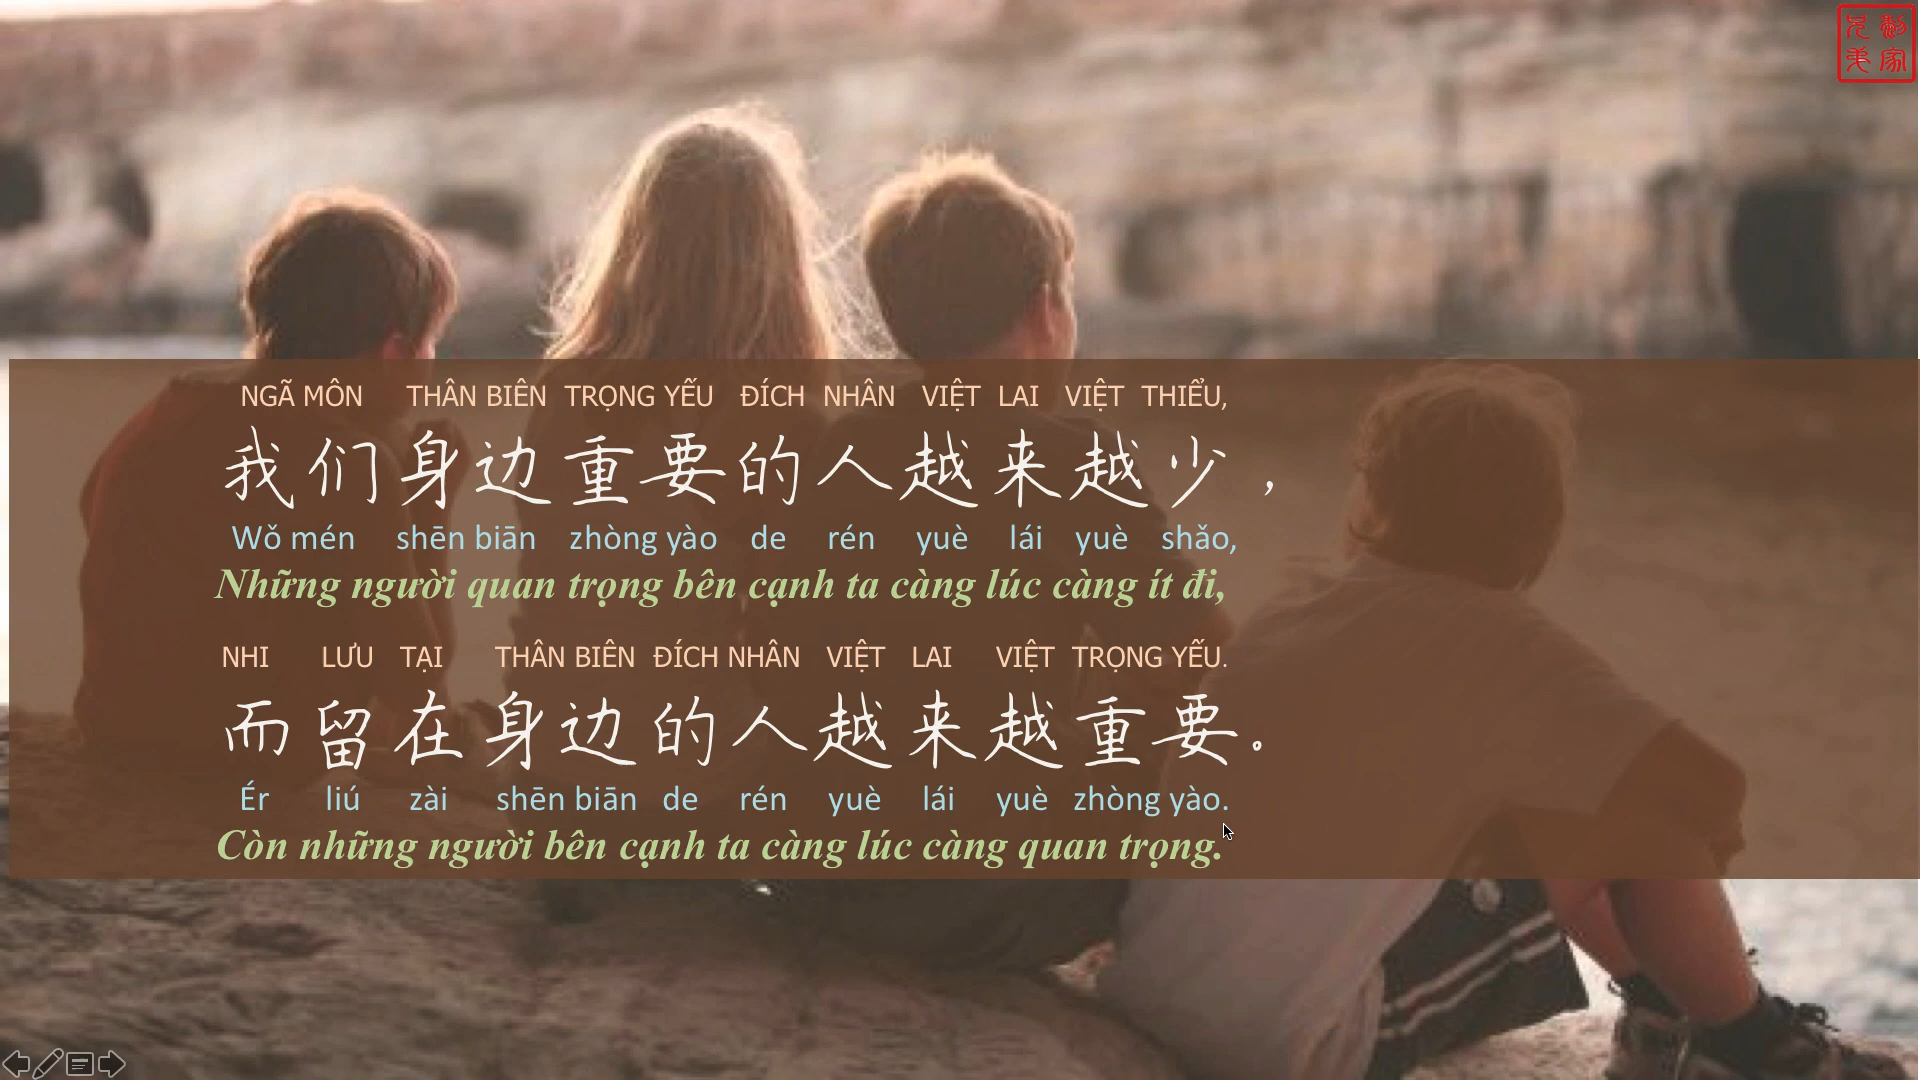 NGÃ MÔN THÂN BIÊN TRỌNG YẾU ĐÍCH NHÂN VIỆT LAI VIỆT THIỂU,
我们身边重要的人越来越少，
Wǒ mén shēn biān zhòng yào de rén yuè lái yuè shǎo,
Những người quan trọng bên cạnh ta càng lúc càng ít đi,
NHI LƯU TẠI THÂN BIÊN ĐÍCH NHÂN VIỆT LAI VIỆT TRỌNG YẾU.
而留在身边的人越来越重要。
Ér liú zài shēn biān de rén yuè lái yuè zhòng yào.
Còn những người bên cạnh ta càng lúc càng quan trọng.